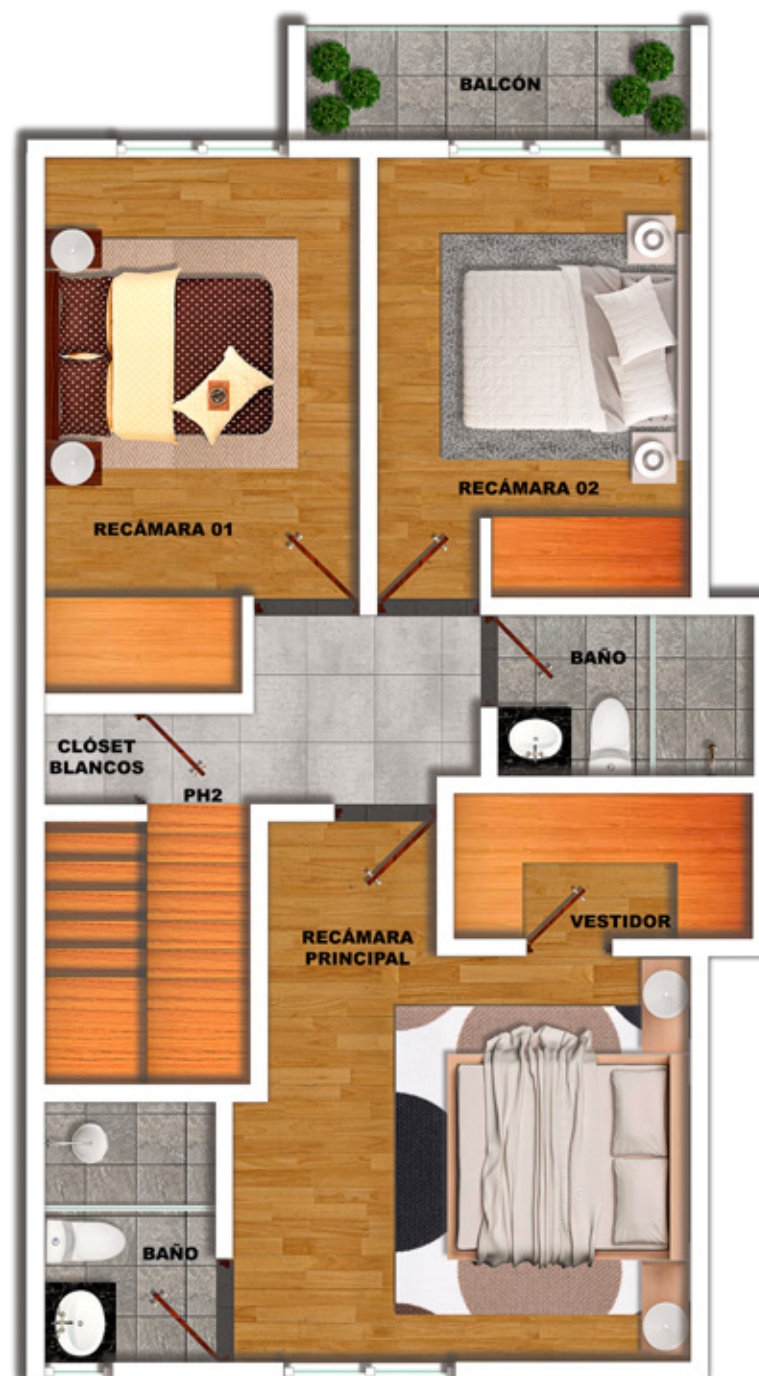 BALCÓN
RECÁMARA 01
RECÁMARA 02
BAÑO
CLÓSET
BLANCOS
PH2
VESTIDOR
RECÁMARA
PRINCIPAL
BAÑO